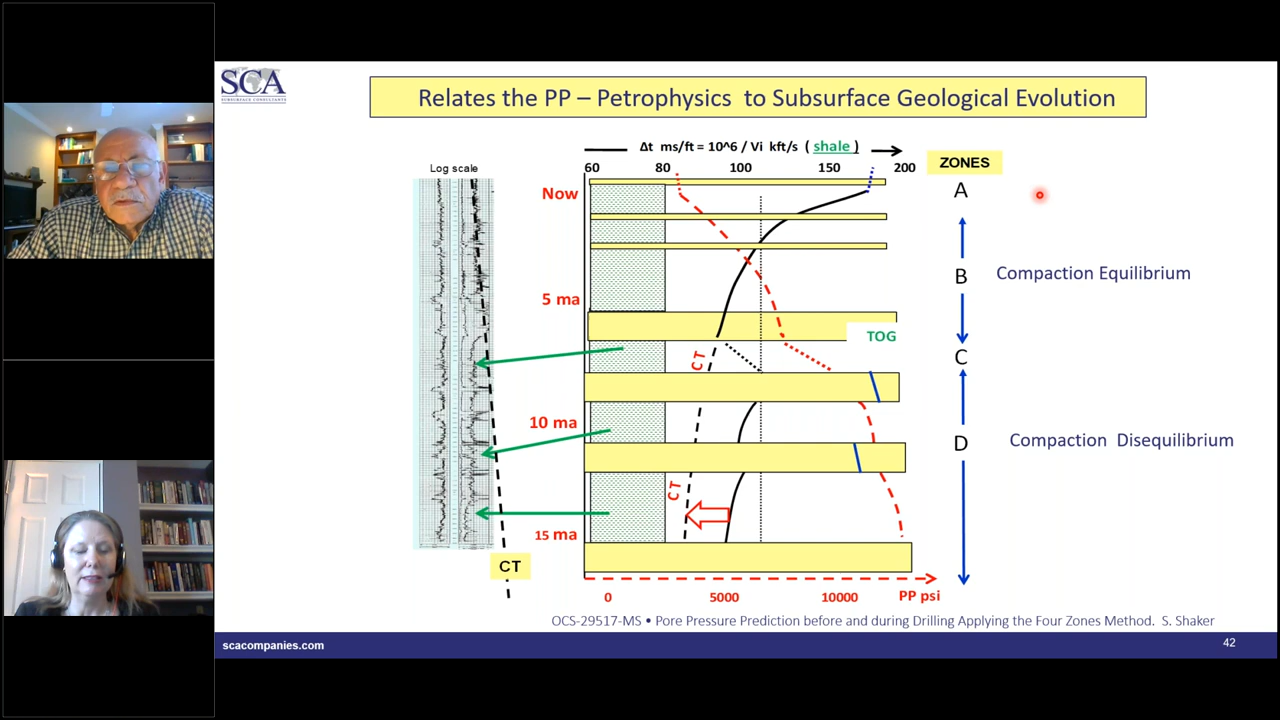 SCA
SUBSURFACE CONSULTANTS
Relates the PP – Petrophysics to Subsurface Geological Evolution
Δt ms/ft = 10^6 / Vi kft/s ( shale )
60 80 100 150 200
ZONES
Log scale
Now
A
B
Compaction Equilibrium
5 ma
TOG
CT
C
10 ma
D
Compaction Disequilibrium
CT
15 ma
CT
0 5000 10000 PP psi
OCS-29517-MS • Pore Pressure Prediction before and during Drilling Applying the Four Zones Method. S. Shaker
scacompanies.com
42